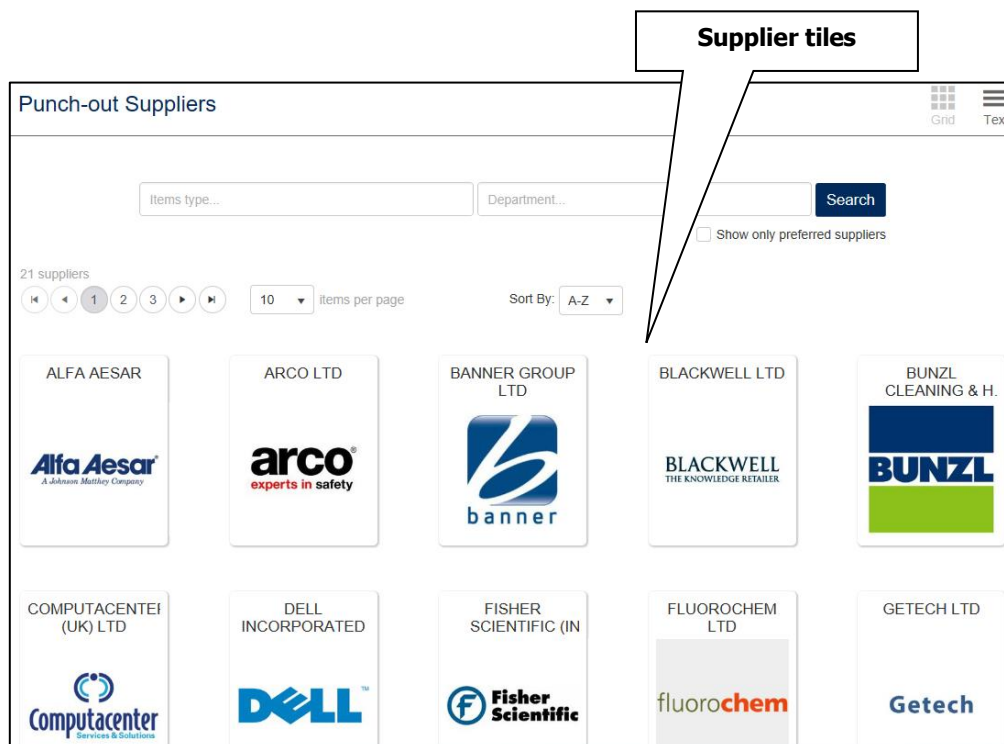 Supplier tiles
Punch-out Suppliers
Grid
Tex
Items type...
Department...
Search
Show only preferred suppliers
21 suppliers
1
2
3
10
items per page
Sort By:
A-Z
ALFA AESAR
ARCO LTD
BANNER GROUP
LTD
BLACKWELL LTD
BUNZL
CLEANING & H.
Alfa Aesar®
A Johnson Matthey Company
arco®
experts in safety
b
banner
BLACKWELL
THE KNOWLEDGE RETAILER
BUNZL
COMPUTACENTER
(UK) LTD
DELL
INCORPORATED
FISHER
SCIENTIFIC (IN
FLUOROCHEM
LTD
GETECH LTD
Computacenter
Services & Solutions
DELL™
F
Fisher
Scientific
fluorochem
Getech